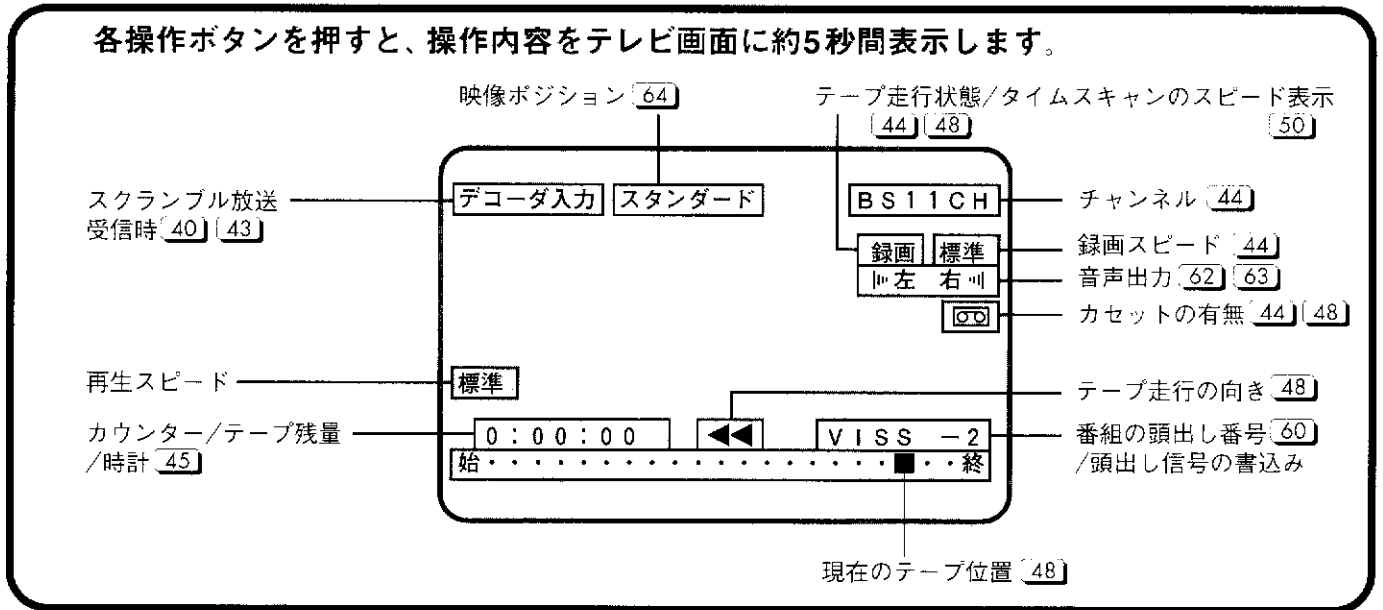 各操作ボタンを押すと、操作内容をテレビ画面に約5秒間表示します。
映像ポジション 64
テープ走行状態/タイムスキャンのスピード表示
44 48 50
スクランブル放送
受信時 40 43
デコーダ入力 スタンダード
BS11CH
チャンネル 44
録画 標準
録画スピード 44
左 右
音声出力 62 63
カセットの有無 44 48
再生スピード
標準
テープ走行の向き 48
カウンター/テープ残量
/時計 45
0:00:00 ◀◀ VISS -2
番組の頭出し番号 60
/頭出し信号の書込み
始・・・・・・・・・・・・・・・・・・■・・終
現在のテープ位置 48